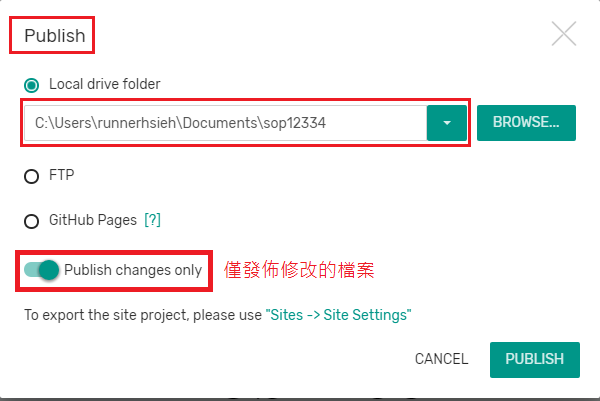 Publish
Local drive folder
C:\Users\runnerhsieh\Documents\sop12334
BROWSE...
FTP
GitHub Pages [?]
Publish changes only 僅發佈修改的檔案
To export the site project, please use "Sites -> Site Settings"
CANCEL PUBLISH